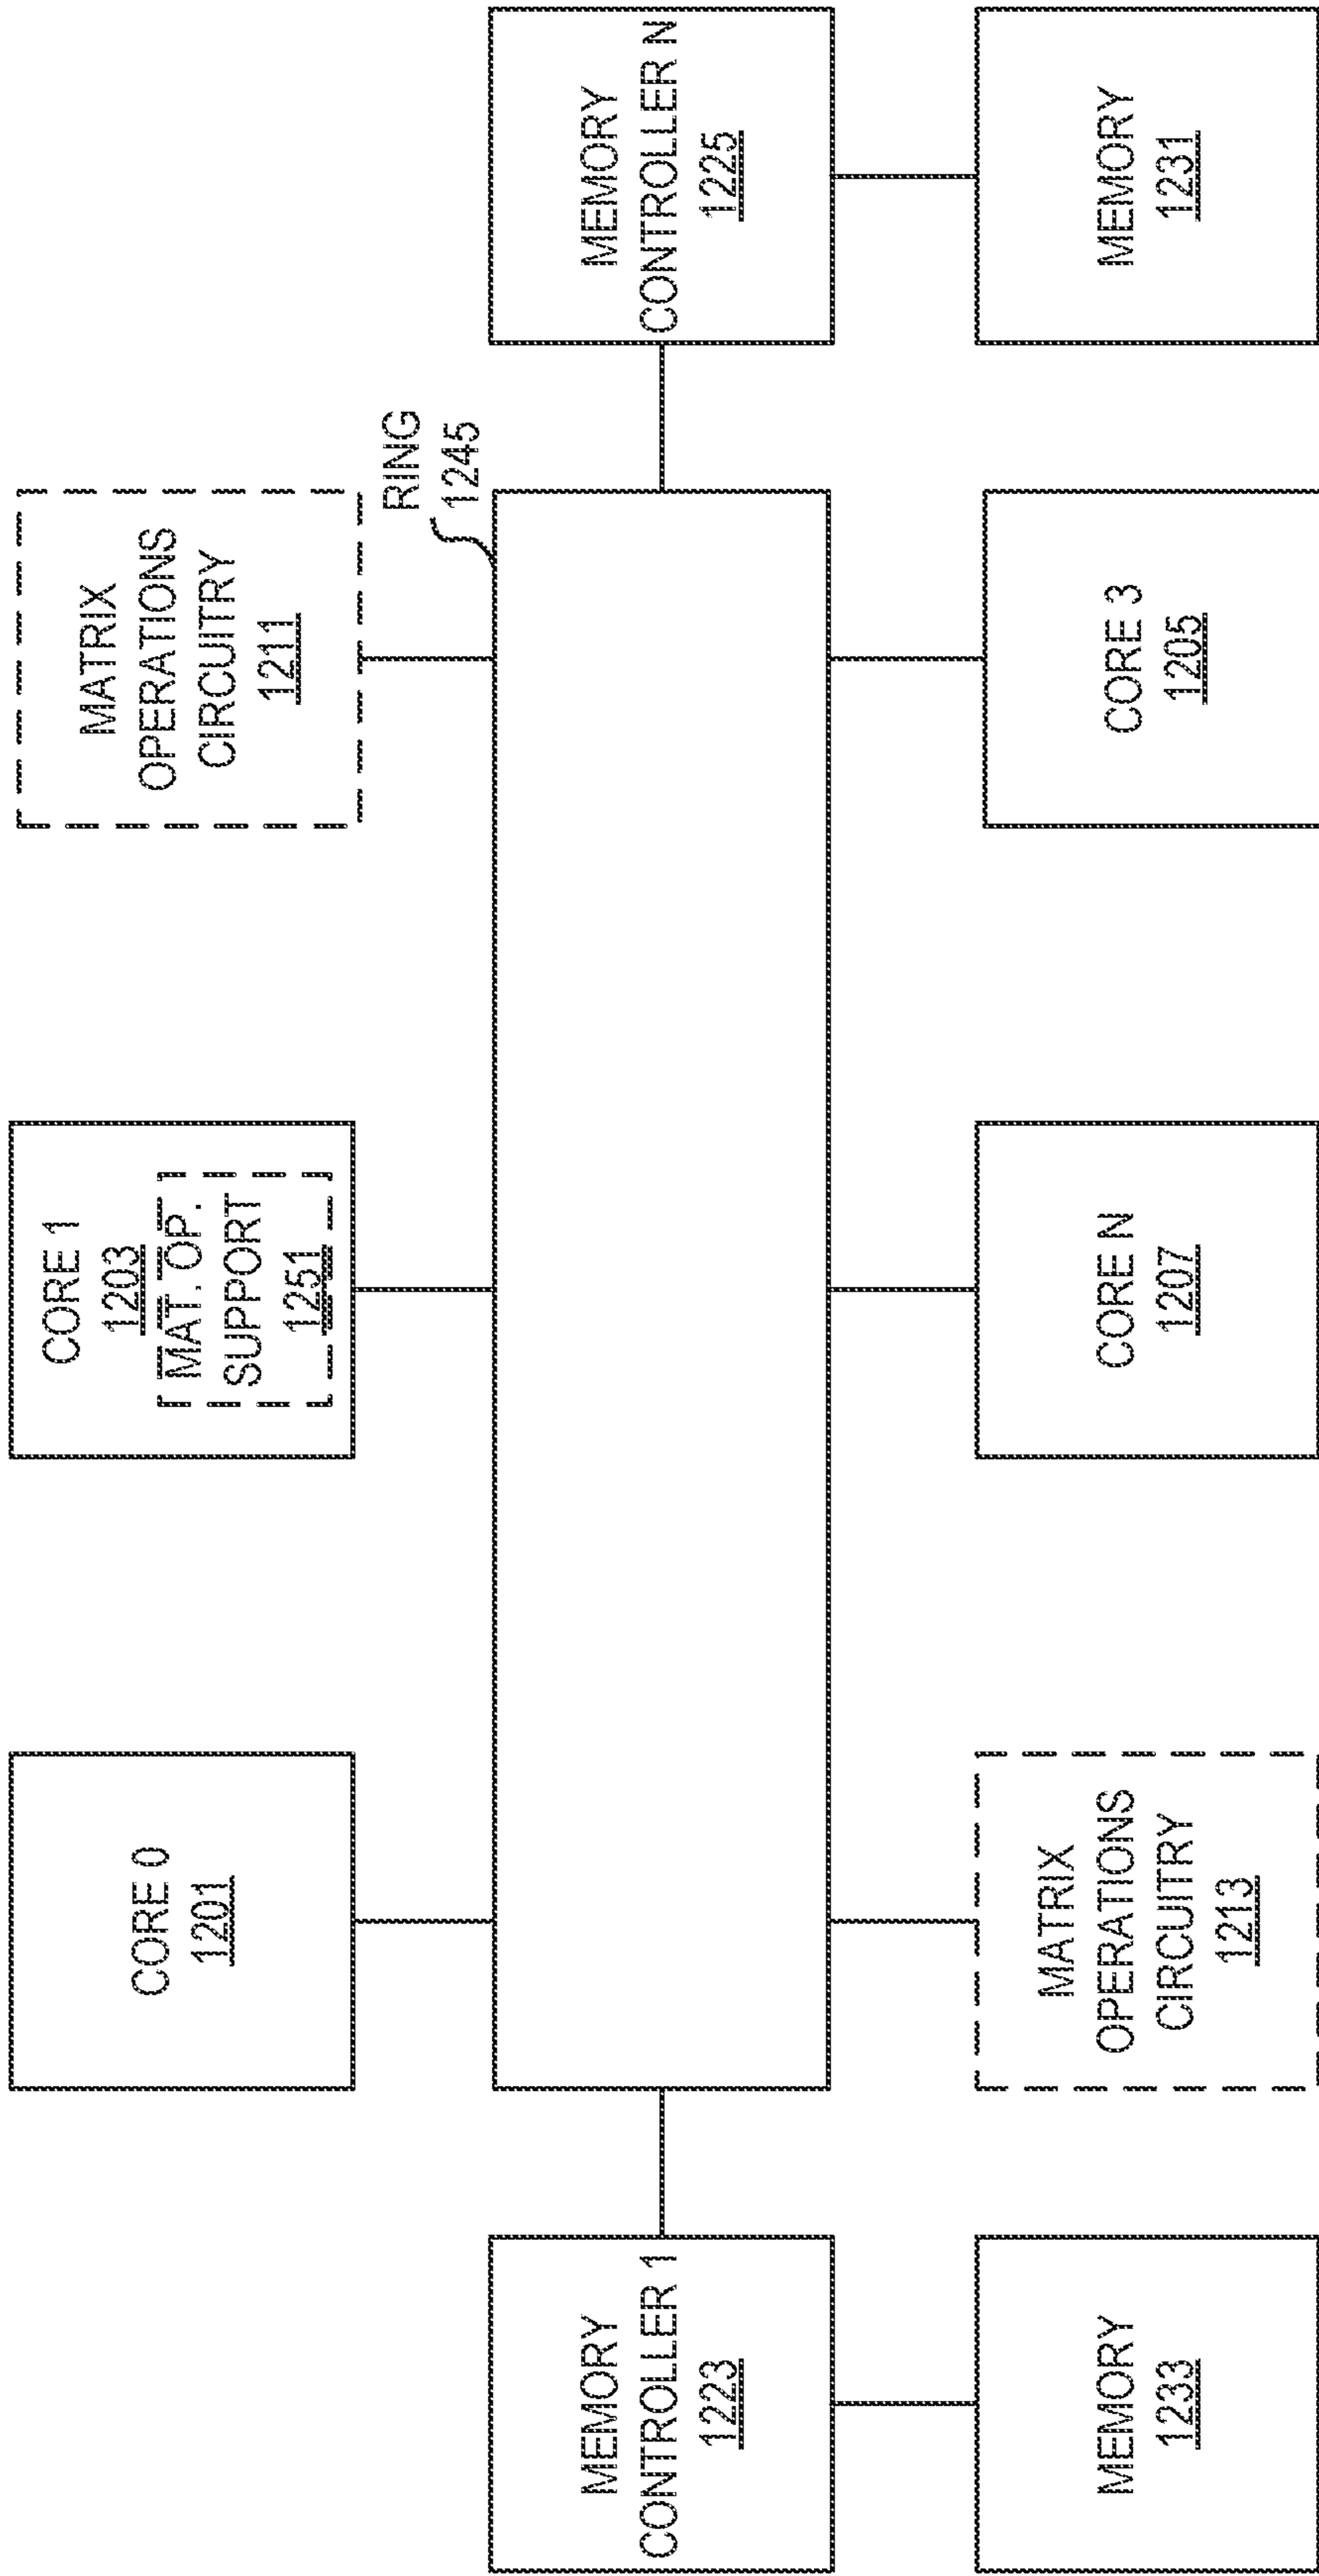 CORE 0
1201
CORE 1
1203
MAT. OP.
SUPPORT
1251
MATRIX
OPERATIONS
CIRCUITRY
1211
RING
1245
MEMORY
CONTROLLER 1
1223
MEMORY
CONTROLLER N
1225
MEMORY
1233
MATRIX
OPERATIONS
CIRCUITRY
1213
CORE N
1207
CORE 3
1205
MEMORY
1231